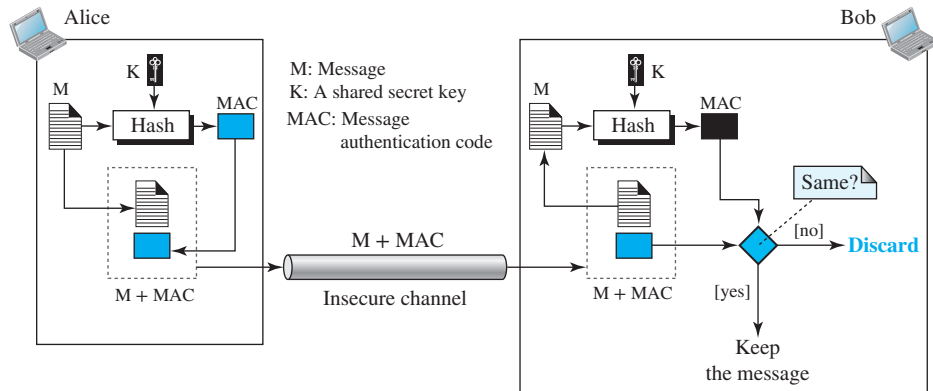 Alice
Bob
K
M
MAC
Hash
M + MAC
M: Message
K: A shared secret key
MAC: Message
authentication code
M + MAC
Insecure channel
K
M
MAC
Hash
M + MAC
Same?
[no]
Discard
[yes]
Keep
the message